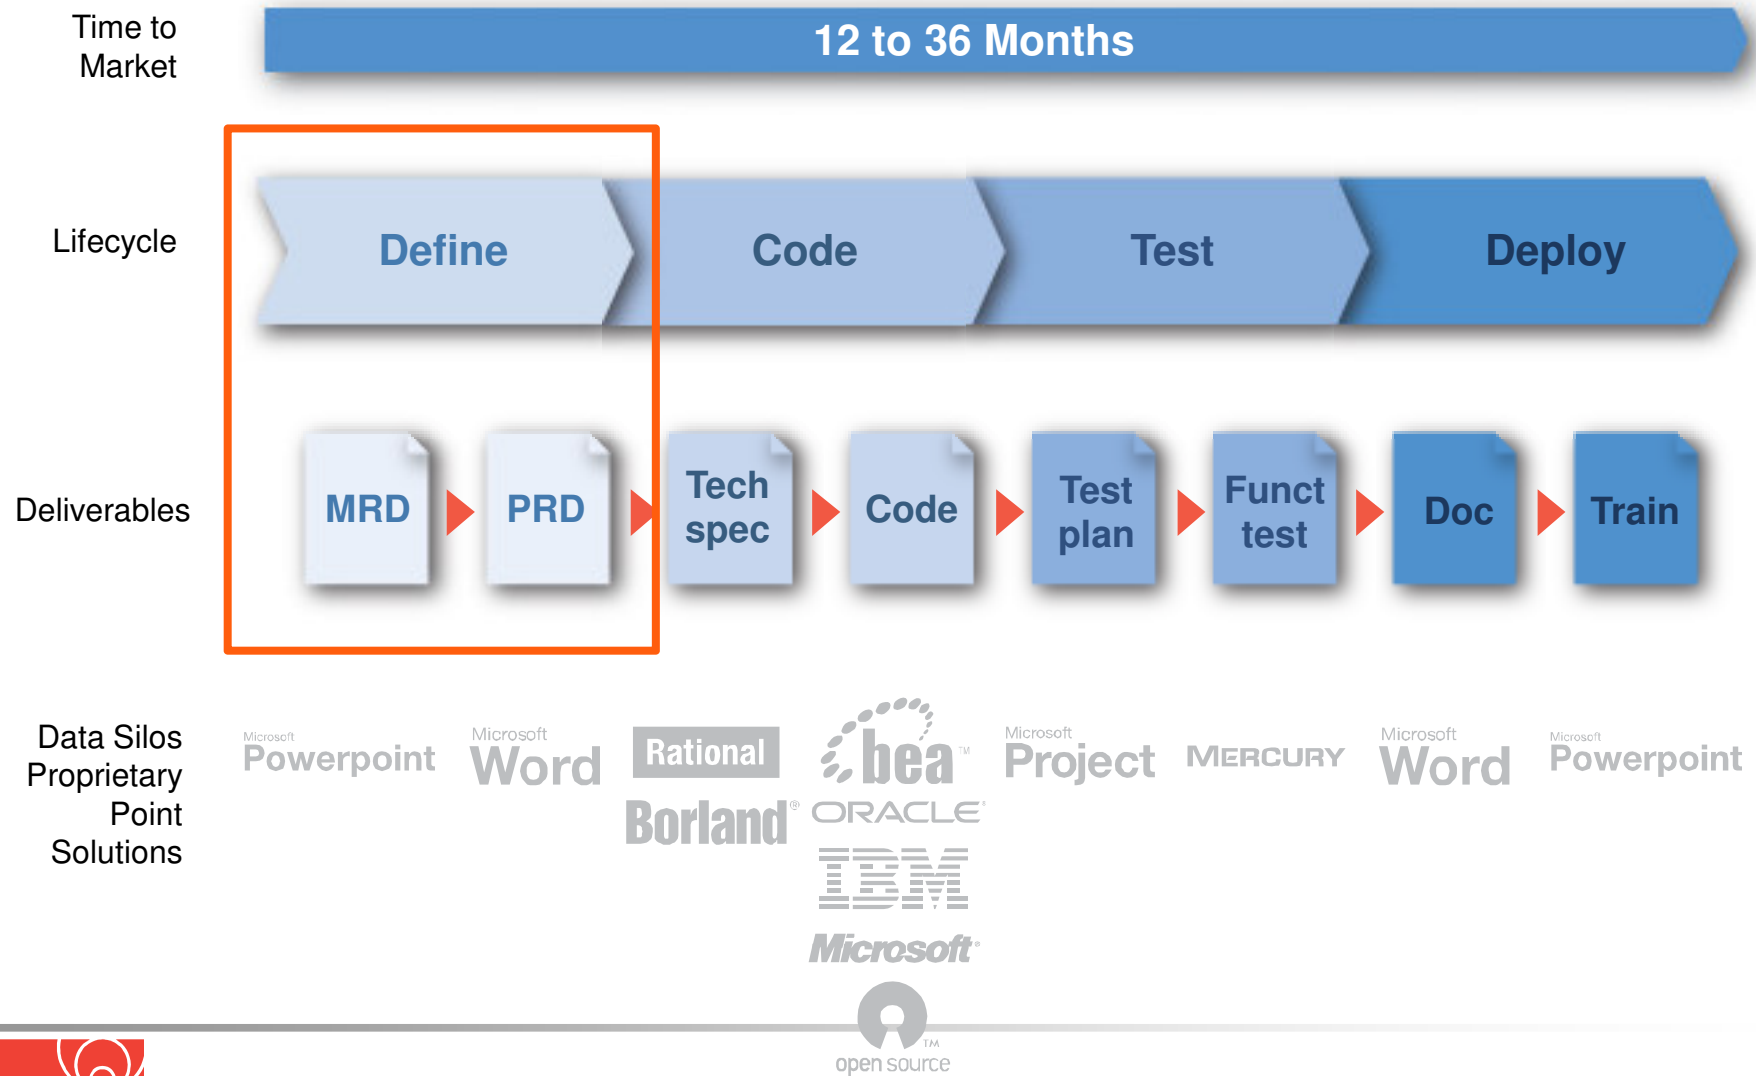 Time to
Market
12 to 36 Months
Lifecycle
Define
Code
Test
Deploy
Deliverables
MRD
PRD
Tech
spec
Code
Test
plan
Funct
test
Doc
Train
Data Silos
Proprietary
Point
Solutions
Microsoft
Powerpoint
Microsoft
Word
Rational
Borland®
bea™
ORACLE®
IBM
Microsoft®
open source™
Microsoft
Project
MERCURY
Microsoft
Word
Microsoft
Powerpoint